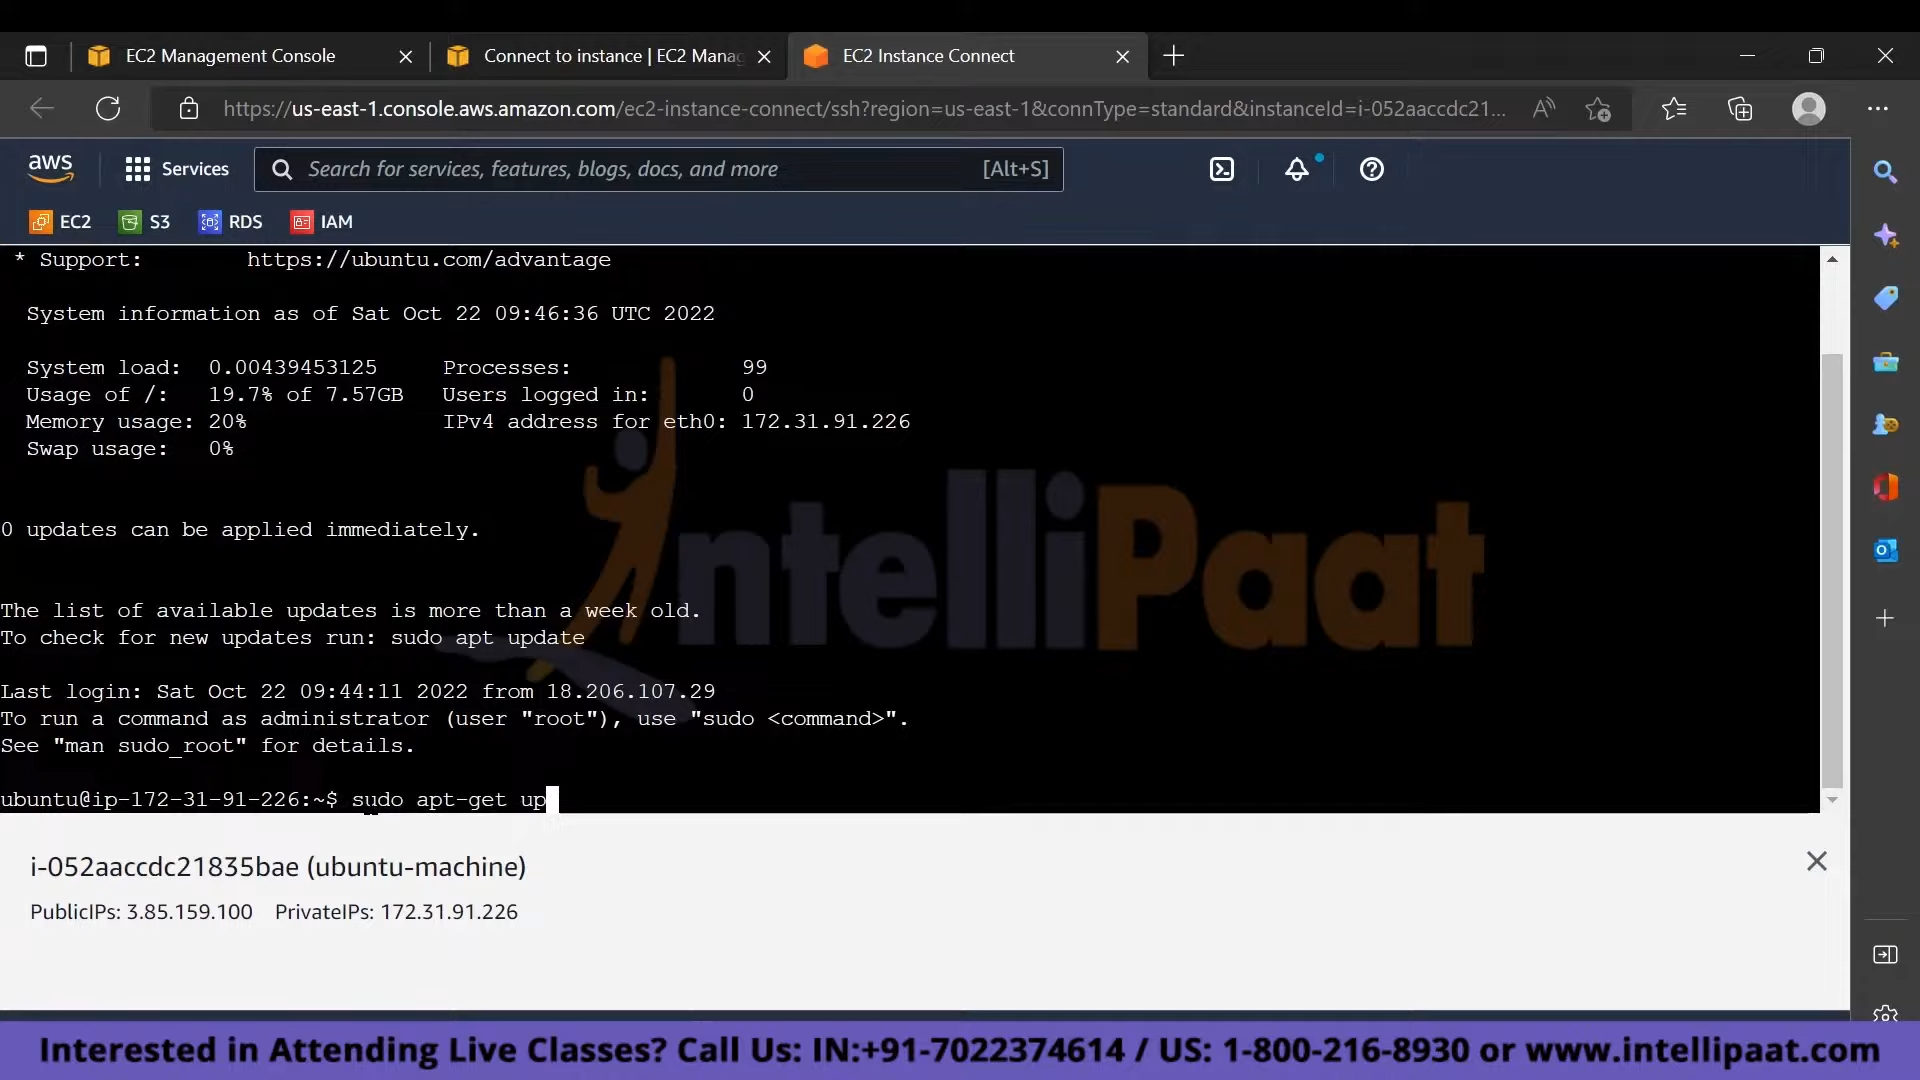 EC2 Management Console
Connect to instance | EC2 Manag
EC2 Instance Connect
https://us-east-1.console.aws.amazon.com/ec2-instance-connect/ssh?region=us-east-1&connType=standard&instanceId=i-052aaccdc21...
aws
Services
Search for services, features, blogs, docs, and more
[Alt+S]
EC2
S3
RDS
IAM
* Support: https://ubuntu.com/advantage
System information as of Sat Oct 22 09:46:36 UTC 2022
System load: 0.00439453125 Processes: 99
Usage of /: 19.7% of 7.57GB Users logged in: 0
Memory usage: 20% IPv4 address for eth0: 172.31.91.226
Swap usage: 0%
0 updates can be applied immediately.
IntelliPaat
The list of available updates is more than a week old.
To check for new updates run: sudo apt update
Last login: Sat Oct 22 09:44:11 2022 from 18.206.107.29
To run a command as administrator (user "root"), use "sudo <command>".
See "man sudo_root" for details.
ubuntu@ip-172-31-91-226:~$ sudo apt-get up
i-052aaccdc21835bae (ubuntu-machine)
PublicIPs: 3.85.159.100 PrivateIPs: 172.31.91.226
Interested in Attending Live Classes? Call Us: IN:+91-7022374614 / US: 1-800-216-8930 or www.intellipaat.com